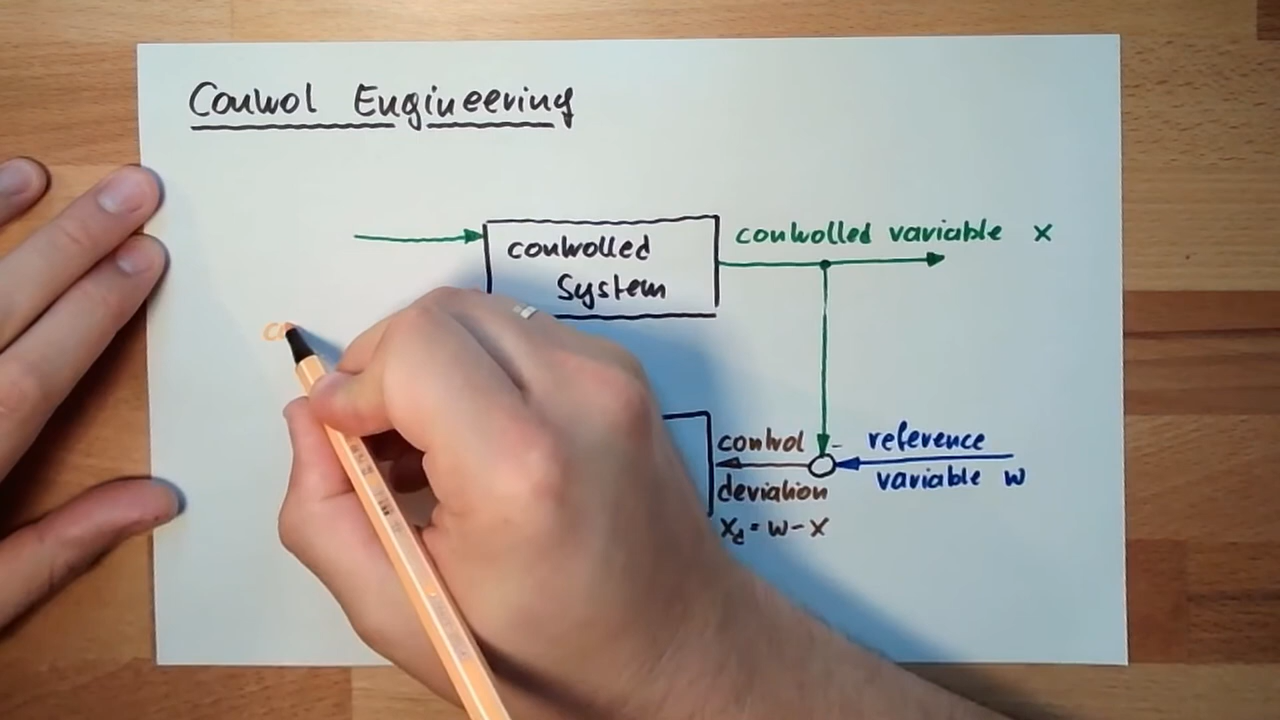 Control Engineering
controlled
System
controlled variable x
control
deviation
xd = w - x
-
reference
variable w